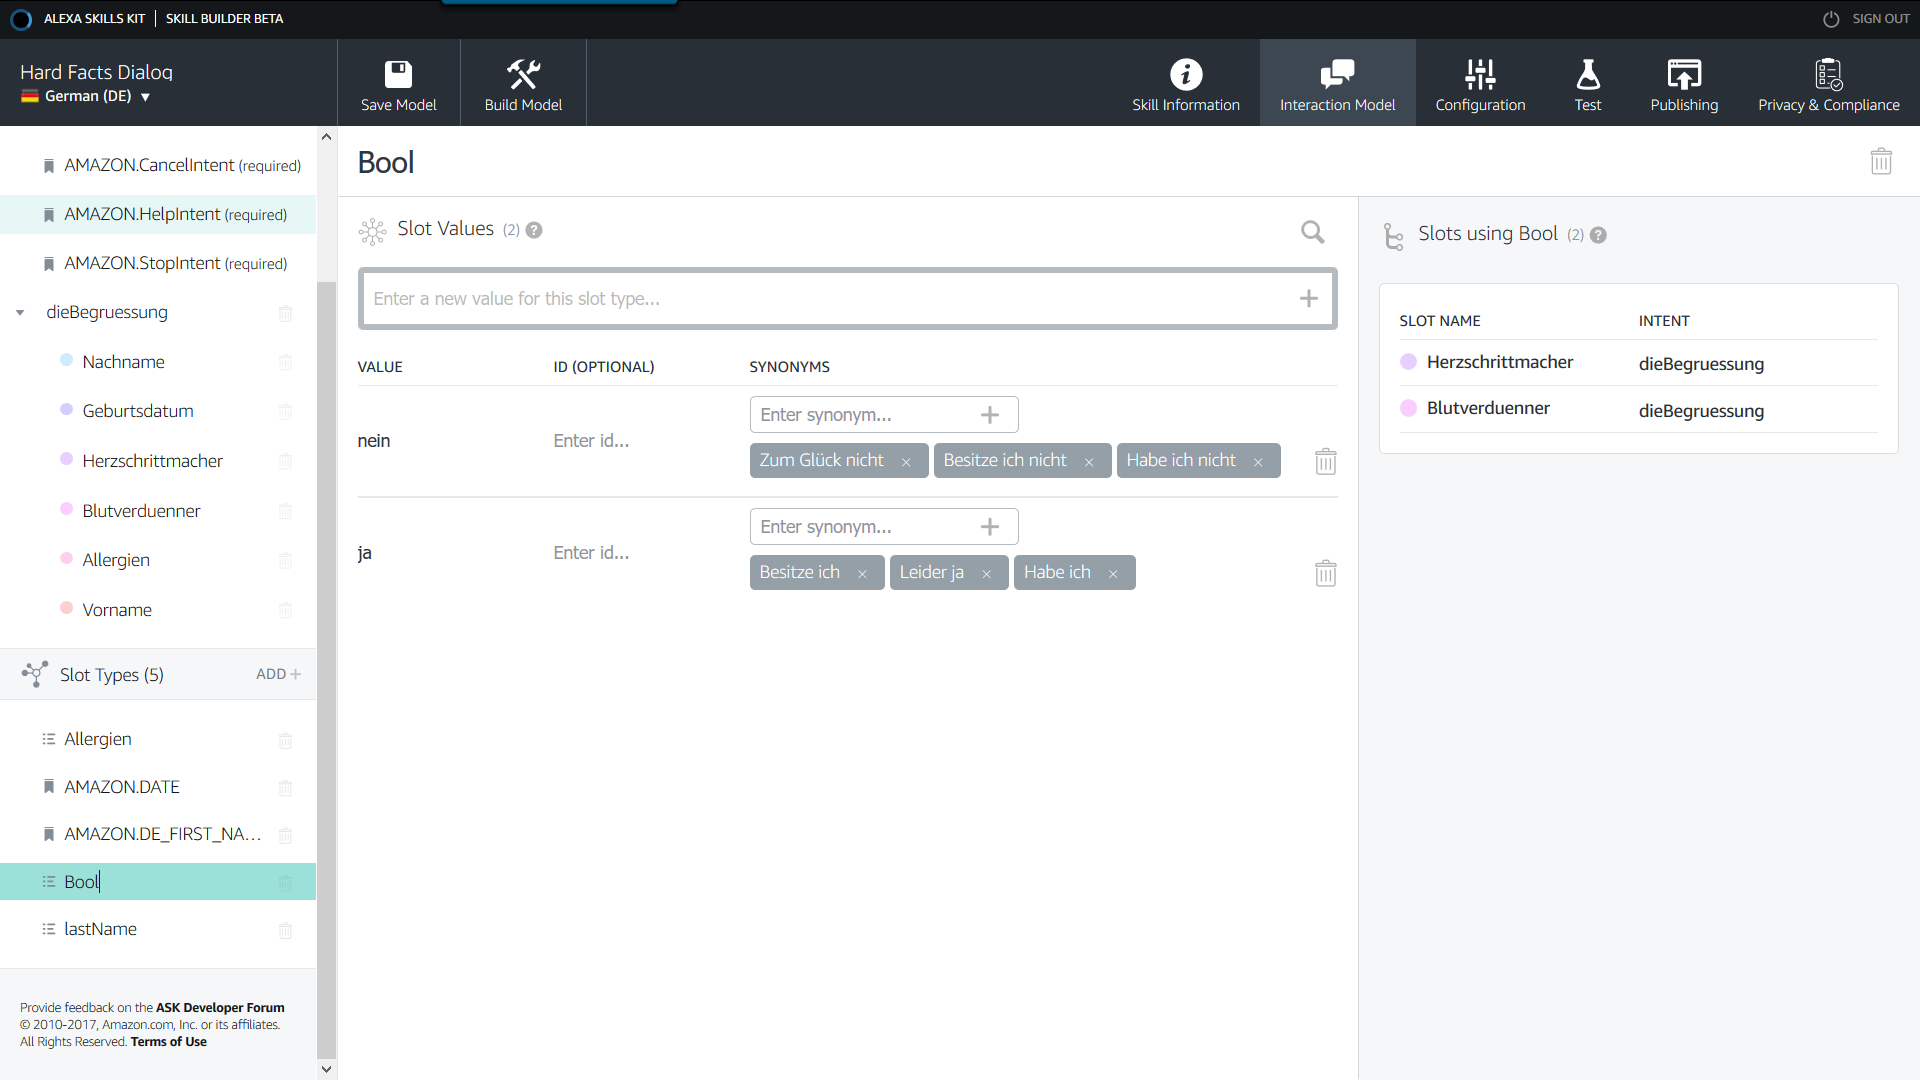 ALEXA SKILLS KIT | SKILL BUILDER BETA
SIGN OUT
Hard Facts Dialog
German (DE) ▼
Save Model
Build Model
Skill Information
Interaction Model
Configuration
Test
Publishing
Privacy & Compliance
AMAZON.CancelIntent (required)
AMAZON.HelpIntent (required)
AMAZON.StopIntent (required)
dieBegruessung
Nachname
Geburtsdatum
Herzschrittmacher
Blutverduenner
Allergien
Vorname
Slot Types (5)
ADD +
Allergien
AMAZON.DATE
AMAZON.DE_FIRST_NA...
Bool
lastName
Provide feedback on the ASK Developer Forum
© 2010-2017, Amazon.com, Inc. or its affiliates.
All Rights Reserved. Terms of Use
Bool
Slot Values (2) ?
Enter a new value for this slot type... +
VALUE ID (OPTIONAL) SYNONYMS
Enter synonym... +
nein Enter id...
Zum Glück nicht × Besitze ich nicht × Habe ich nicht ×
Enter synonym... +
ja Enter id...
Besitze ich × Leider ja × Habe ich ×
Slots using Bool (2) ?
SLOT NAME INTENT
Herzschrittmacher dieBegruessung
Blutverduenner dieBegruessung